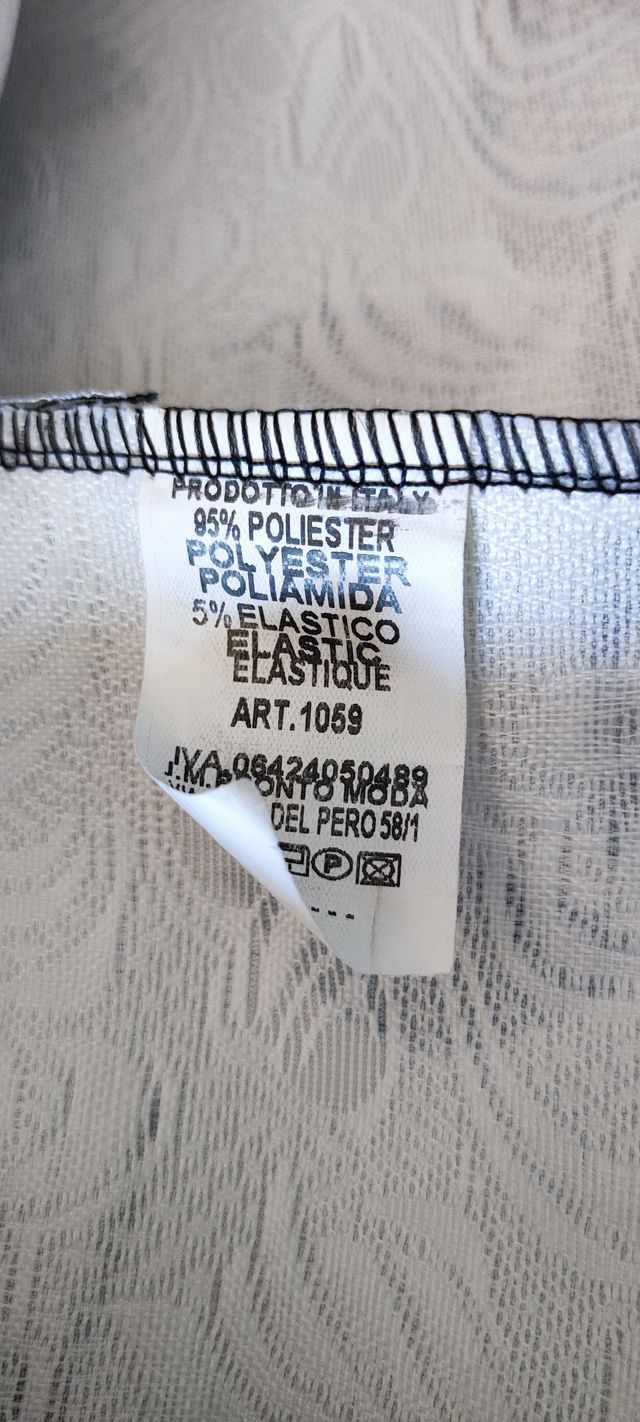 PRODOTTO IN ITALY
95% POLIESTER
POLYESTER
POLIAMIDA
5% ELASTICO
ELASTIC
ELASTIQUE
ART.1059
IVA 06424050489
J.M. PRONTO MODA
DEL PERO 58/1
P
---